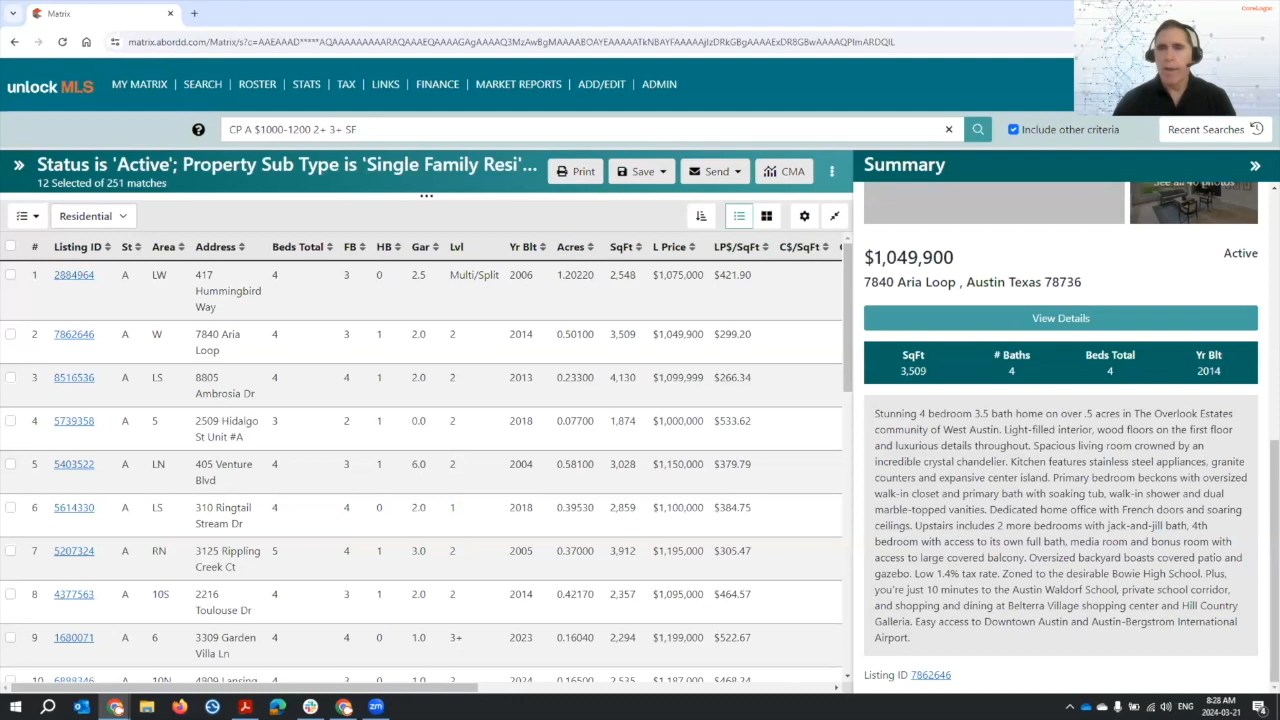 Matrix
CoreLogic
unlock MLS
MY MATRIX | SEARCH | ROSTER | STATS | TAX | LINKS | FINANCE | MARKET REPORTS | ADD/EDIT | ADMIN
CP A $1000-1200 2+ 3+ SF
Include other criteria
Recent Searches
Status is 'Active'; Property Sub Type is 'Single Family Resi'...
12 Selected of 251 matches
Print Save Send CMA
Residential
# Listing ID St Area Address Beds Total FB HB Gar Lvl Yr Blt Acres SqFt L Price LP$/SqFt C$/SqFt
1 2884964 A LW 417 Hummingbird Way 4 3 0 2.5 Multi/Split 2006 1.20220 2,548 $1,075,000 $421.90
2 7862646 A W 7840 Aria Loop 4 3 1 2.0 2 2014 0.50100 3,509 $1,049,900 $299.20
3 8516536 A LS 8805 Ambrosia Dr 4 4 1 2.0 2 2013 0.23300 4,130 $1,099,999 $266.34
4 5739358 A 5 2509 Hidalgo St Unit #A 3 2 1 0.0 2 2018 0.07700 1,874 $1,000,000 $533.62
5 5403522 A LN 405 Venture Blvd 4 3 1 6.0 2 2004 0.58100 3,028 $1,150,000 $379.79
6 5614330 A LS 310 Ringtail Stream Dr 4 3 0 2.0 1 2018 0.39530 2,859 $1,100,000 $384.75
7 5207324 A RN 3125 Rippling Creek Ct 5 4 1 3.0 2 2005 0.37000 3,912 $1,195,000 $305.47
8 4377563 A 10S 2216 Toulouse Dr 4 3 1 2.0 2 2014 0.42170 2,357 $1,095,000 $464.57
9 1680071 A 6 3309 Garden Villa Ln 4 4 0 1.0 3+ 2023 0.16040 2,294 $1,199,000 $522.67
Summary
See all 40 photos
$1,049,900
Active
7840 Aria Loop , Austin Texas 78736
View Details
SqFt # Baths Beds Total Yr Blt
3,509 4 4 2014
Stunning 4 bedroom 3.5 bath home on over .5 acres in The Overlook Estates
community of West Austin. Light-filled interior, wood floors on the first floor
and luxurious details throughout. Spacious living room crowned by an
incredible crystal chandelier. Kitchen features stainless steel appliances, granite
counters and expansive center island. Primary bedroom beckons with oversized
walk-in closet and primary bath with soaking tub, walk-in shower and dual
marble-topped vanities. Dedicated home office with French doors and soaring
ceilings. Upstairs includes 2 more bedrooms with jack-and-jill bath, 4th
bedroom with access to its own full bath, media room and bonus room with
access to large covered balcony. Oversized backyard boasts covered patio and
gazebo. Low 1.4% tax rate. Zoned to the desirable Bowie High School. Plus,
you're just 10 minutes to the Austin Waldorf School, private school corridor,
and shopping and dining at Belterra Village shopping center and Hill Country
Galleria. Easy access to Downtown Austin and Austin-Bergstrom International
Airport.
Listing ID 7862646
ENG
8:28 AM
2024-03-21